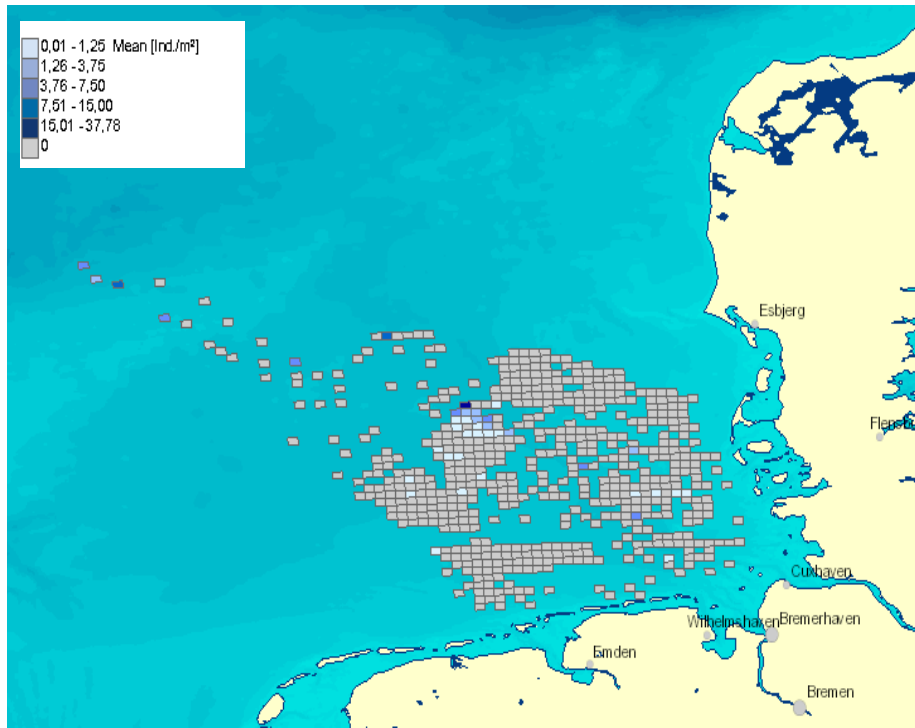 0,01 - 1,25 Mean [Ind./m²]
1,26 - 3,75
3,76 - 7,50
7,51 - 15,00
15,01 -37,78
0
Esbjerg
Flensbu
Cuxhaven
Wilhelmshaven
Bremerhaven
Emden
Bremen